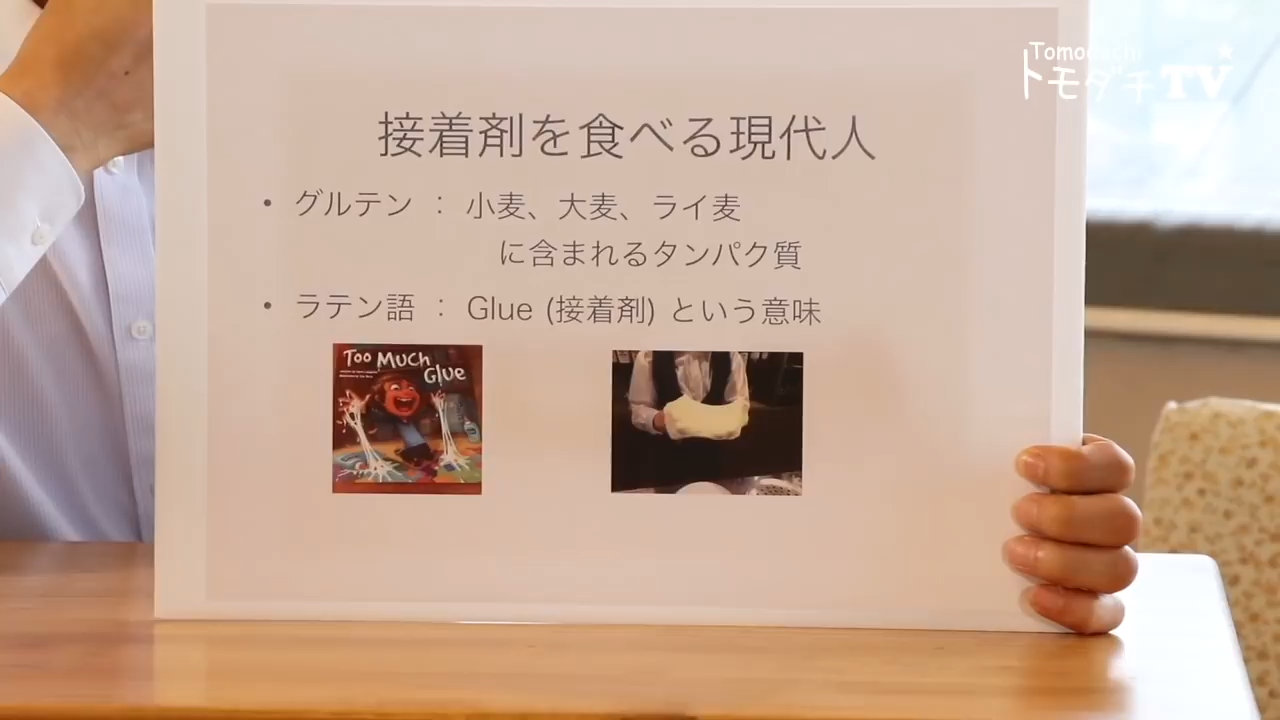 Tomodachi
トモダチTV
接着剤を食べる現代人
• グルテン ： 小麦、大麦、ライ麦
に含まれるタンパク質
• ラテン語 ： Glue (接着剤) という意味
Too Much
Glue